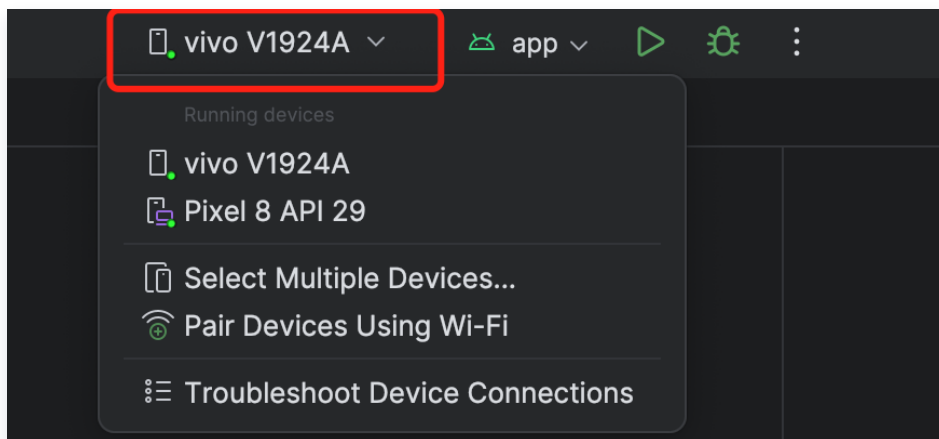 vivo V1924A
app
Running devices
vivo V1924A
Pixel 8 API 29
Select Multiple Devices...
Pair Devices Using Wi-Fi
Troubleshoot Device Connections